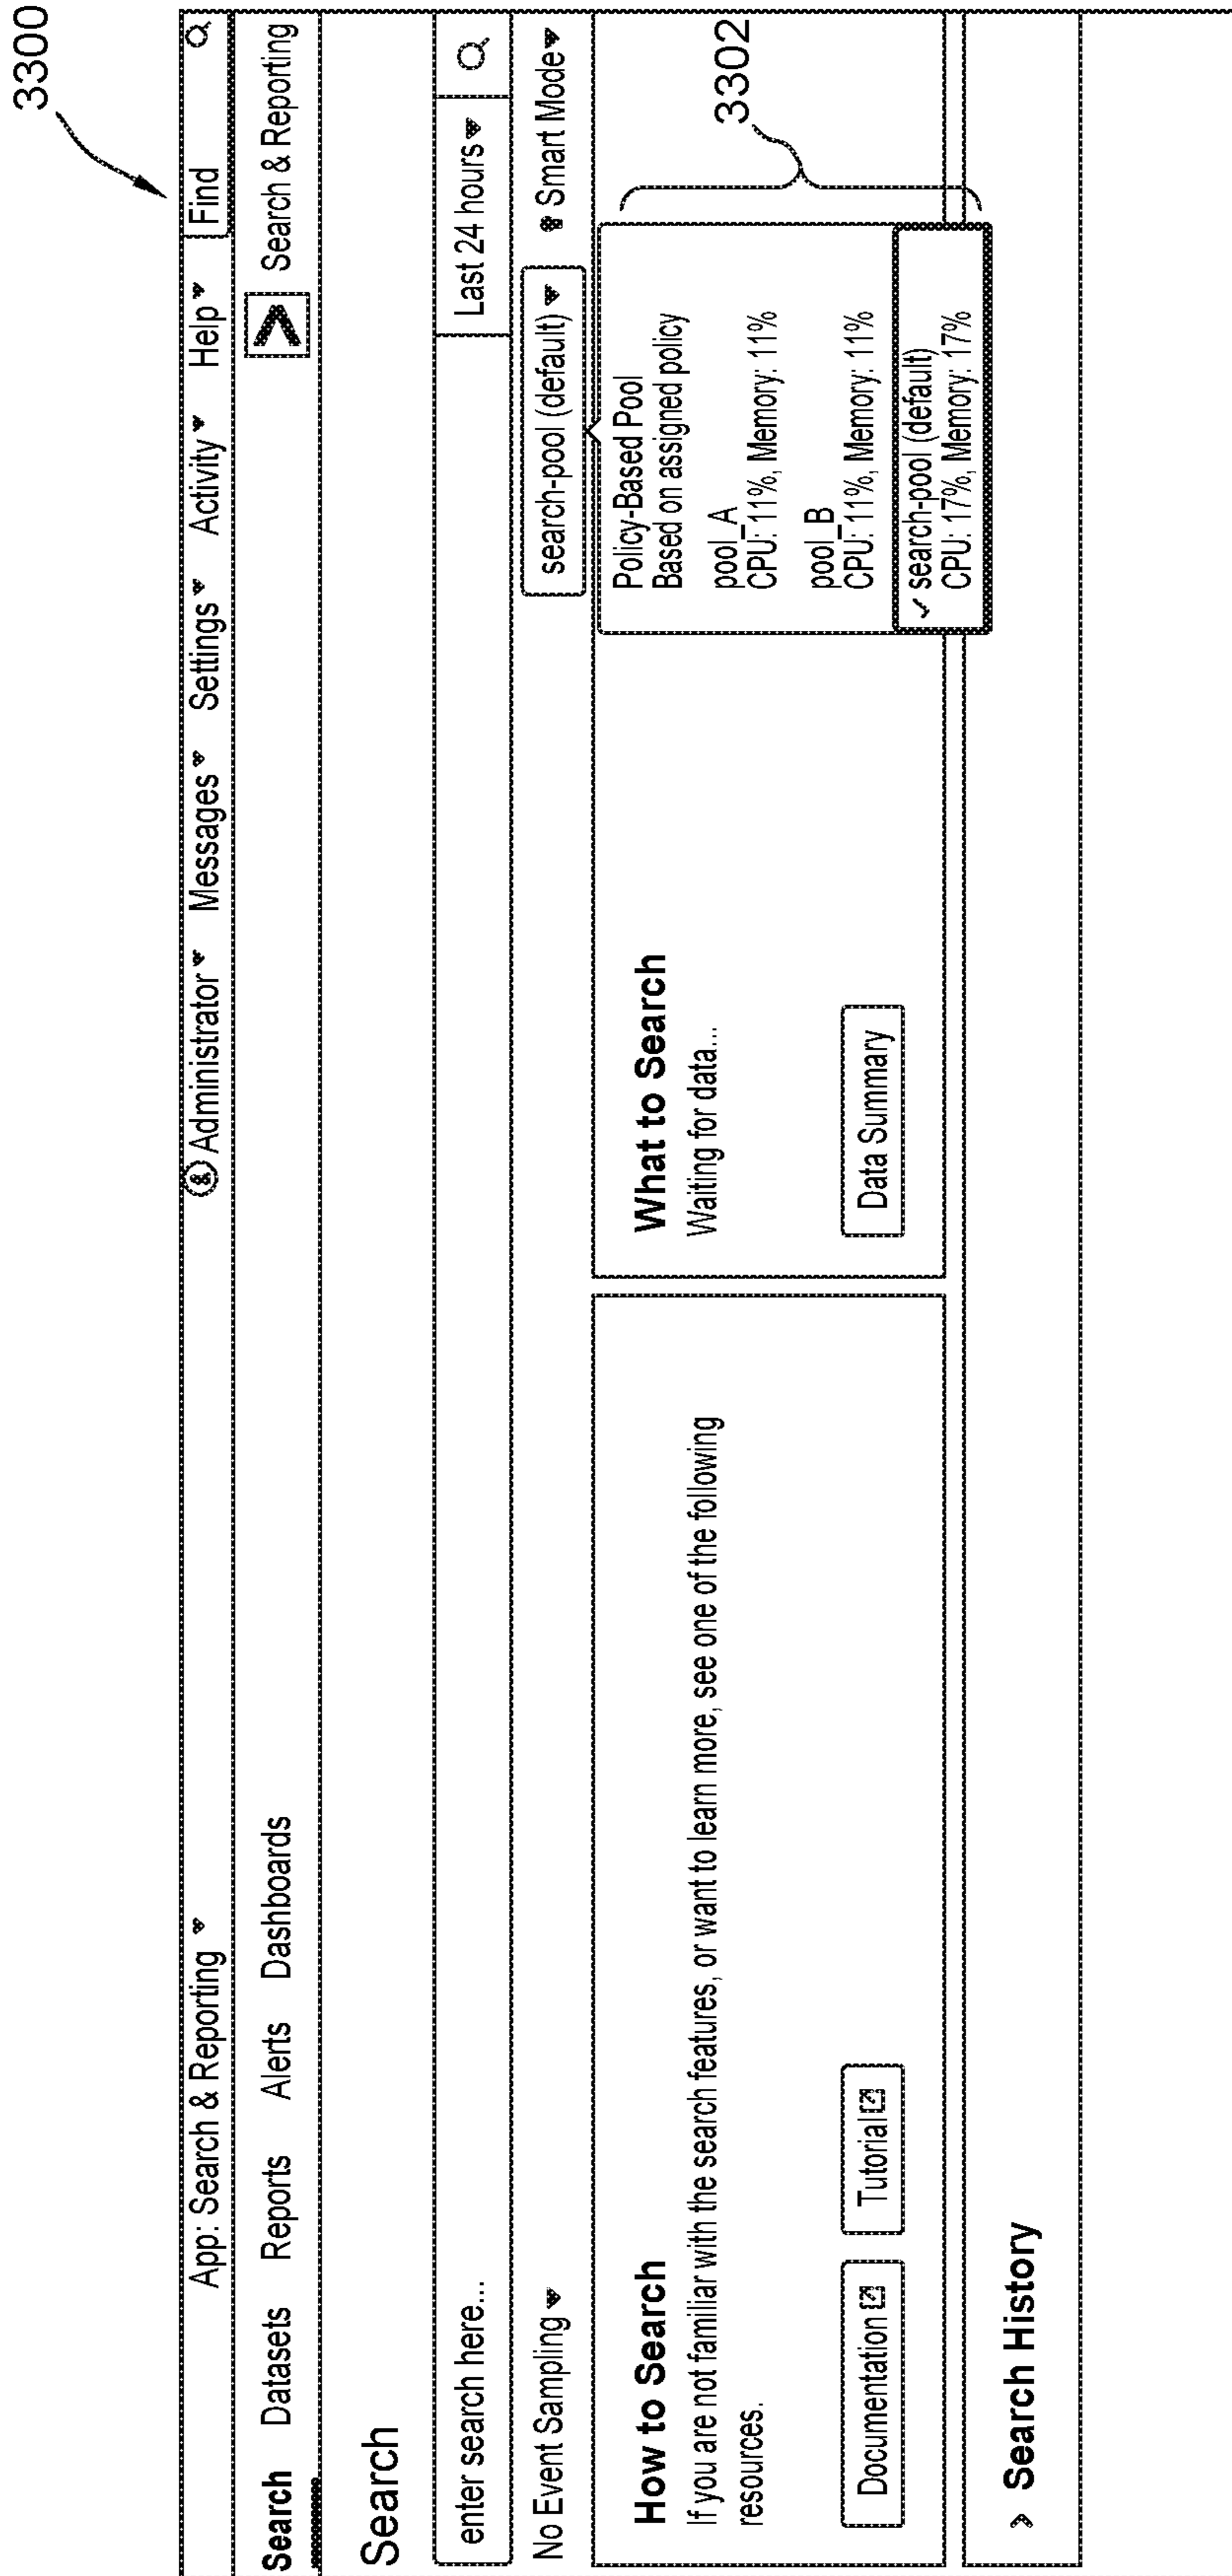 3300
App: Search & Reporting
Administrator Messages Settings Activity Help Find
Search Datasets Reports Alerts Dashboards
Search & Reporting
Search
enter search here...
Last 24 hours
No Event Sampling
search-pool (default)
Smart Mode
How to Search
If you are not familiar with the search features, or want to learn more, see one of the following
resources.
Documentation
Tutorial
What to Search
Waiting for data...
Data Summary
Policy-Based Pool
Based on assigned policy
pool_A
CPU: 11%, Memory: 11%
pool_B
CPU: 11%, Memory: 11%
✓ search-pool (default)
CPU: 17%, Memory: 17%
3302
> Search History